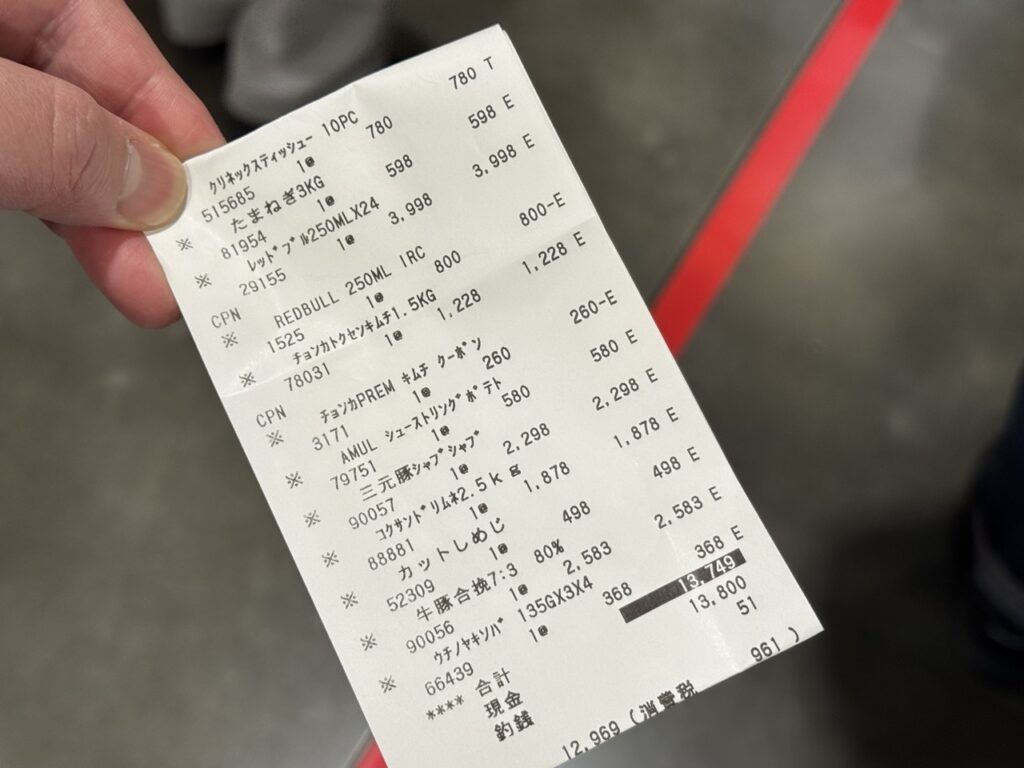 クリネックスティッシュー 10PC
515685 1@ 780 780 T
※ たまねぎ3KG
81954 1@ 598 598 E
※ レッドブル250MLX24
29155 1@ 3,998 3,998 E
CPN
※ REDBULL 250ML IRC
1525 1@ 800 800-E
※ チョンカトクセンキムチ1.5KG
78031 1@ 1,228 1,228 E
CPN
※ チョンカPREM キムチ クーポン
3171 1@ 260 260-E
※ AMUL シューストリングポテト
79751 1@ 580 580 E
※ 三元豚シャブシャブ
90057 1@ 2,298 2,298 E
※ コクサンドリムネ2.5kg
88881 1@ 1,878 1,878 E
※ カットしめじ
52309 1@ 498 498 E
※ 牛豚合挽7:3 80%
90056 1@ 2,583 2,583 E
※ ウチノヤキソバ 135GX3X4
66439 1@ 368 368 E
**** 合計 13,749
現金 13,800
釣銭 51
12,969 (消費税 961 )